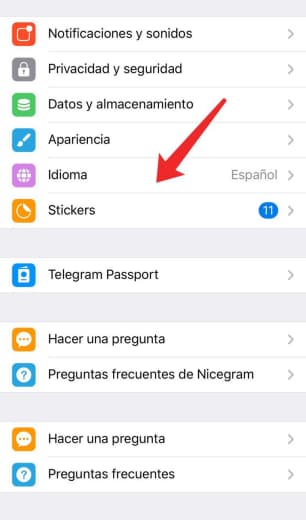 Notificaciones y sonidos
Privacidad y seguridad
Datos y almacenamiento
Apariencia
Idioma Español
Stickers 11
Telegram Passport
Hacer una pregunta
Preguntas frecuentes de Nicegram
Hacer una pregunta
Preguntas frecuentes